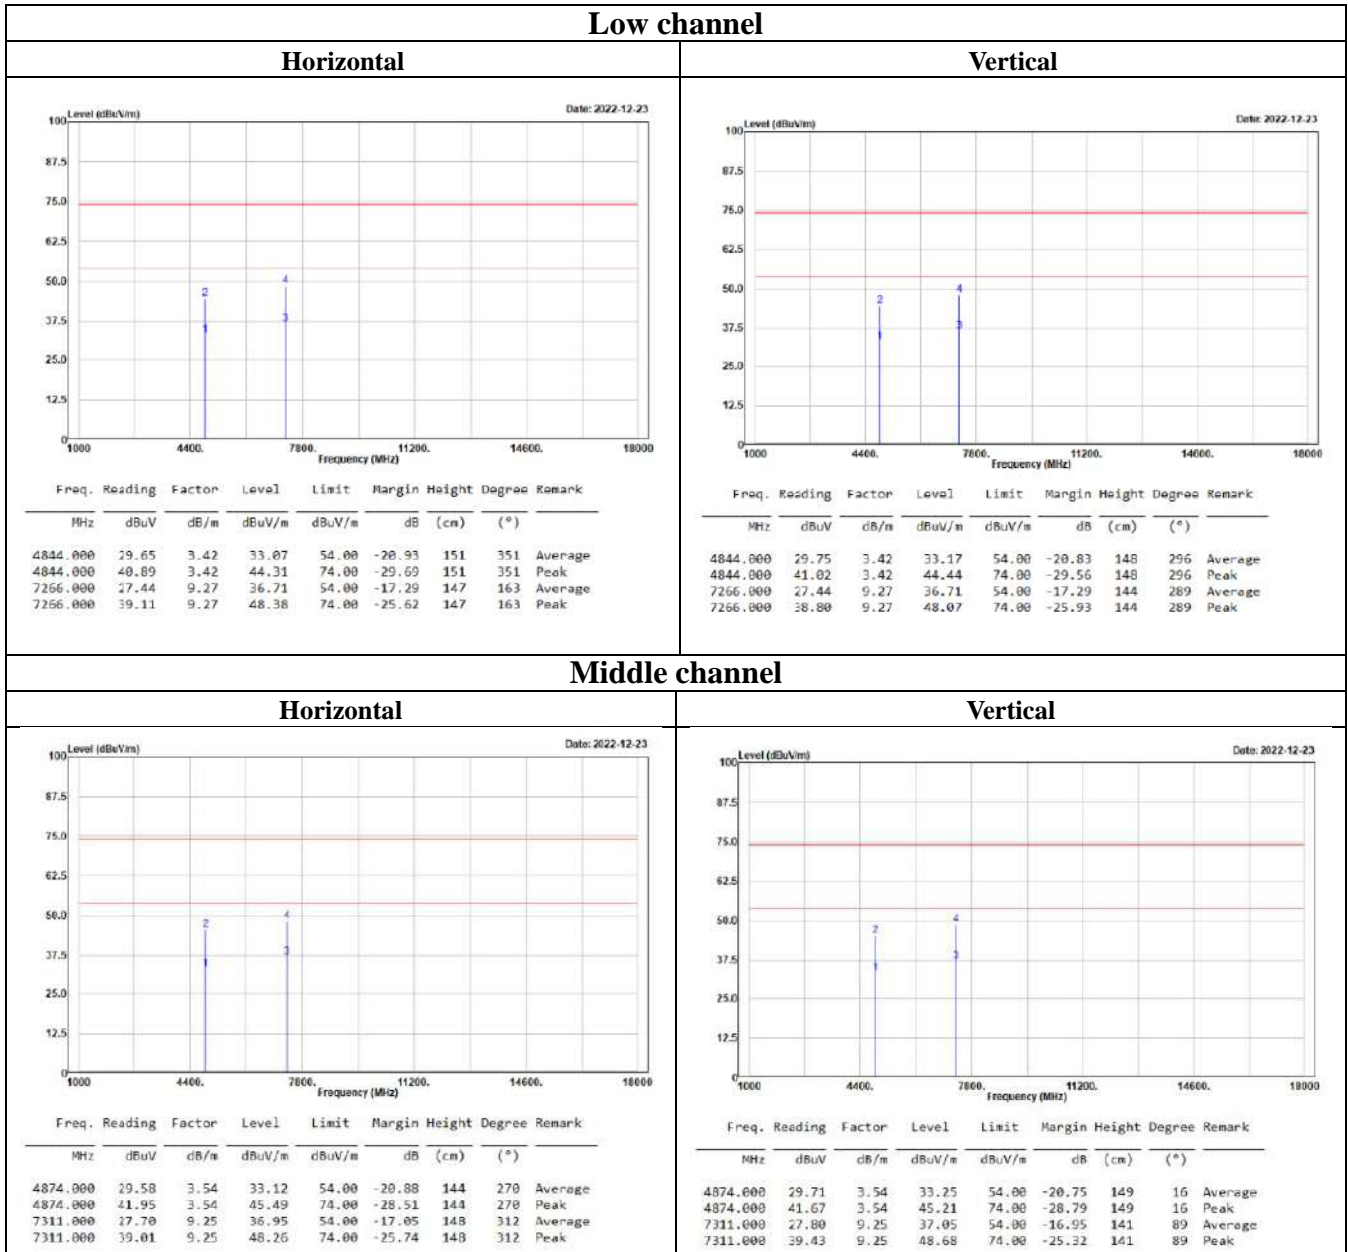 Low channel
Horizontal
Vertical
Level (dBuV/m)
Date: 2022-12-23
100
87.5
75.0
62.5
50.0
37.5
25.0
12.5
0
4
2
3
1
1000 4400. 7800. 11200. 14600. 18000
Frequency (MHz)
Freq. Reading Factor Level Limit Margin Height Degree Remark
MHz dBuV dB/m dBuV/m dBuV/m dB (cm) (°)
4844.000 29.65 3.42 33.07 54.00 -20.93 151 351 Average
4844.000 40.89 3.42 44.31 74.00 -29.69 151 351 Peak
7266.000 27.44 9.27 36.71 54.00 -17.29 147 163 Average
7266.000 39.11 9.27 48.38 74.00 -25.62 147 163 Peak
Level (dBuV/m)
Date: 2022-12-23
100
87.5
75.0
62.5
50.0
37.5
25.0
12.5
0
4
2
3
1
1000 4400. 7800. 11200. 14600. 18000
Frequency (MHz)
Freq. Reading Factor Level Limit Margin Height Degree Remark
MHz dBuV dB/m dBuV/m dBuV/m dB (cm) (°)
4844.000 29.75 3.42 33.17 54.00 -20.83 148 296 Average
4844.000 41.02 3.42 44.44 74.00 -29.56 148 296 Peak
7266.000 27.44 9.27 36.71 54.00 -17.29 144 289 Average
7266.000 38.80 9.27 48.07 74.00 -25.93 144 289 Peak
Middle channel
Horizontal
Vertical
Level (dBuV/m)
Date: 2022-12-23
100
87.5
75.0
62.5
50.0
37.5
25.0
12.5
0
4
2
3
1
1000 4400. 7800. 11200. 14600. 18000
Frequency (MHz)
Freq. Reading Factor Level Limit Margin Height Degree Remark
MHz dBuV dB/m dBuV/m dBuV/m dB (cm) (°)
4874.000 29.58 3.54 33.12 54.00 -20.88 144 270 Average
4874.000 41.95 3.54 45.49 74.00 -28.51 144 270 Peak
7311.000 27.70 9.25 36.95 54.00 -17.05 148 312 Average
7311.000 39.01 9.25 48.26 74.00 -25.74 148 312 Peak
Level (dBuV/m)
Date: 2022-12-23
100
87.5
75.0
62.5
50.0
37.5
25.0
12.5
0
4
2
3
1
1000 4400. 7800. 11200. 14600. 18000
Frequency (MHz)
Freq. Reading Factor Level Limit Margin Height Degree Remark
MHz dBuV dB/m dBuV/m dBuV/m dB (cm) (°)
4874.000 29.71 3.54 33.25 54.00 -20.75 149 16 Average
4874.000 41.67 3.54 45.21 74.00 -28.79 149 16 Peak
7311.000 27.80 9.25 37.05 54.00 -16.95 141 89 Average
7311.000 39.43 9.25 48.68 74.00 -25.32 141 89 Peak